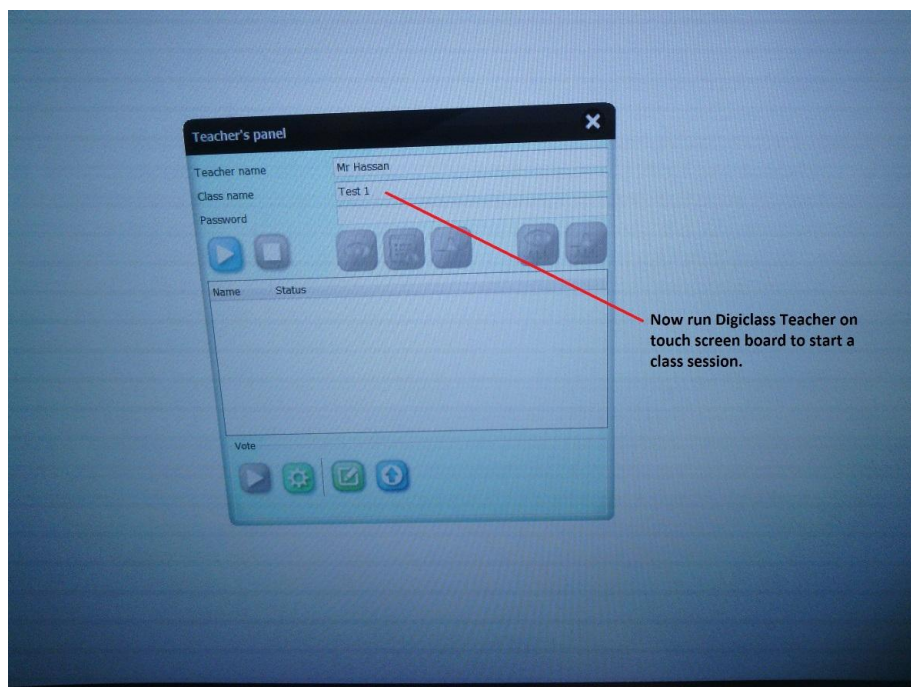 Teacher's panel
Teacher name
Mr Hassan
Class name
Test 1
Password
Name Status
Now run Digiclass Teacher on
touch screen board to start a
class session.
Vote